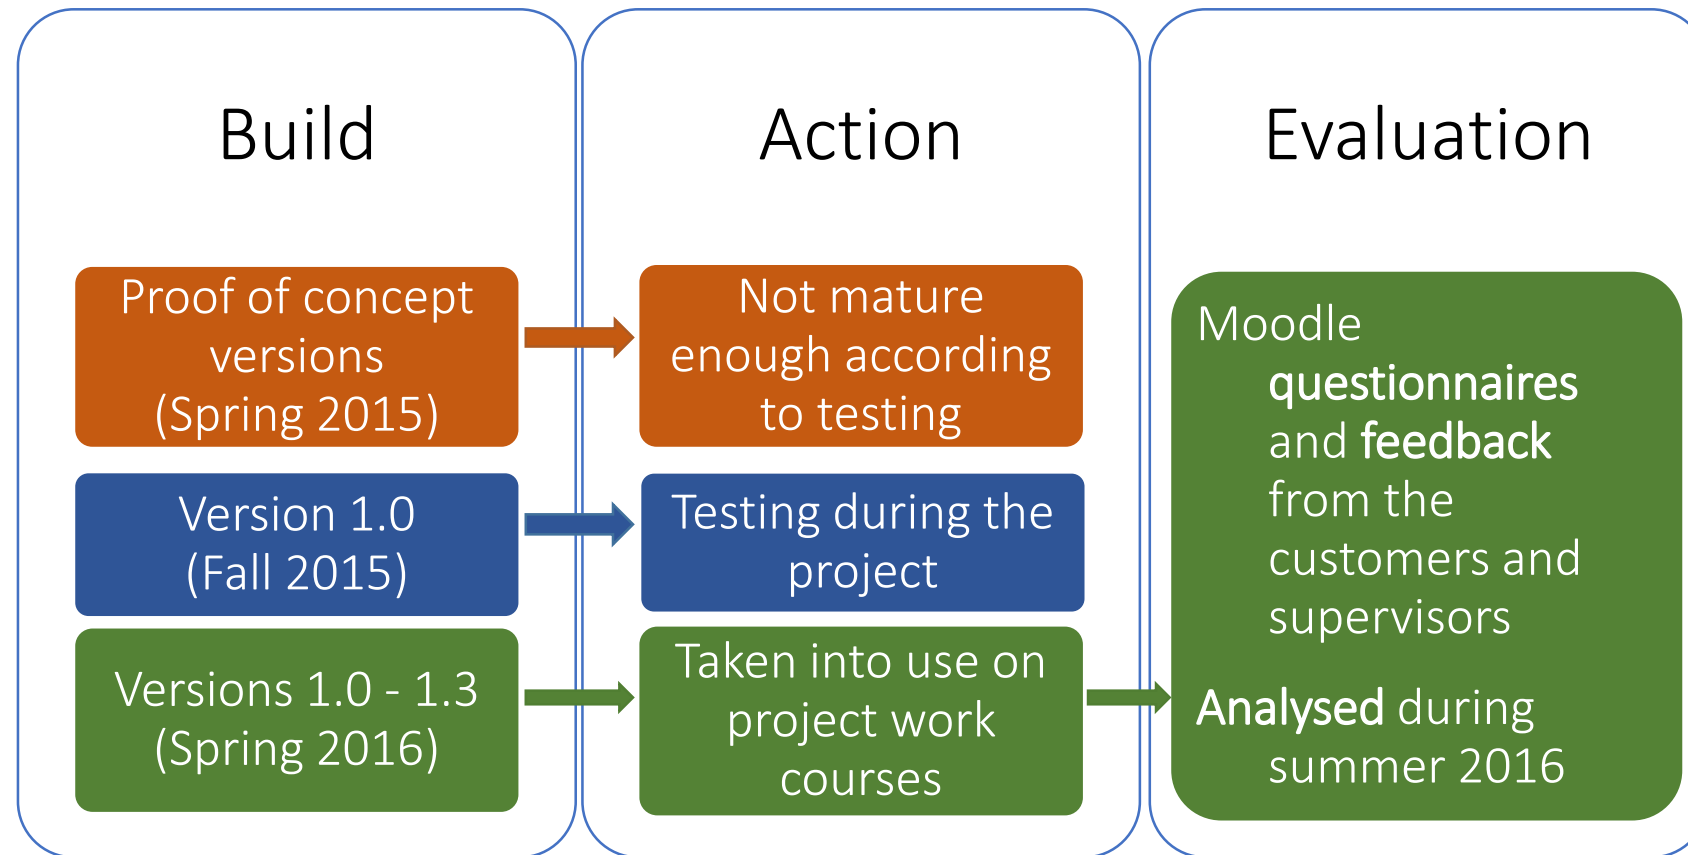 Build
Proof of concept
versions
(Spring 2015)
Version 1.0
(Fall 2015)
Versions 1.0 - 1.3
(Spring 2016)
Action
Not mature
enough according
to testing
Testing during the
project
Taken into use on
project work
courses
Evaluation
Moodle
questionnaires
and feedback
from the
customers and
supervisors
Analysed during
summer 2016